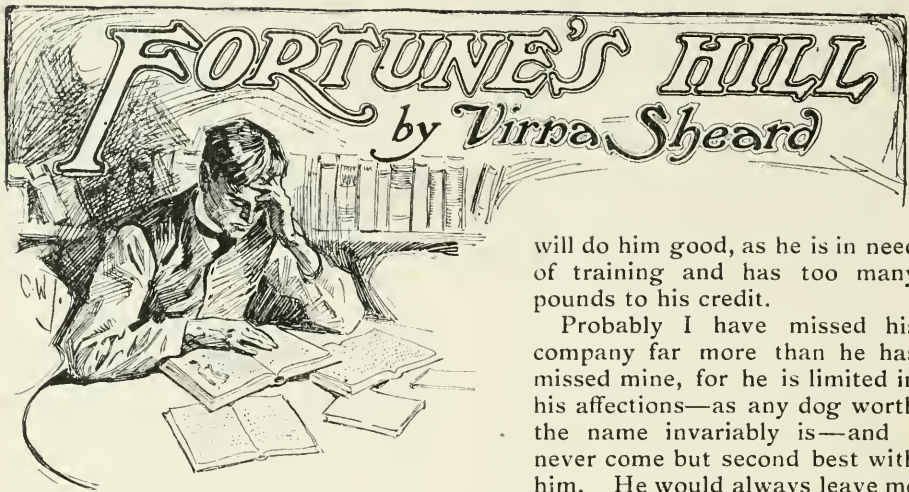 FORTUNE'S HILL
by Virna Sheard
C.W.
will do him good, as he is in need
of training and has too many
pounds to his credit.
Probably I have missed his
company far more than he has
missed mine, for he is limited in
his affections—as any dog worth
the name invariably is—and
never come but second best with
him. He would always leave me